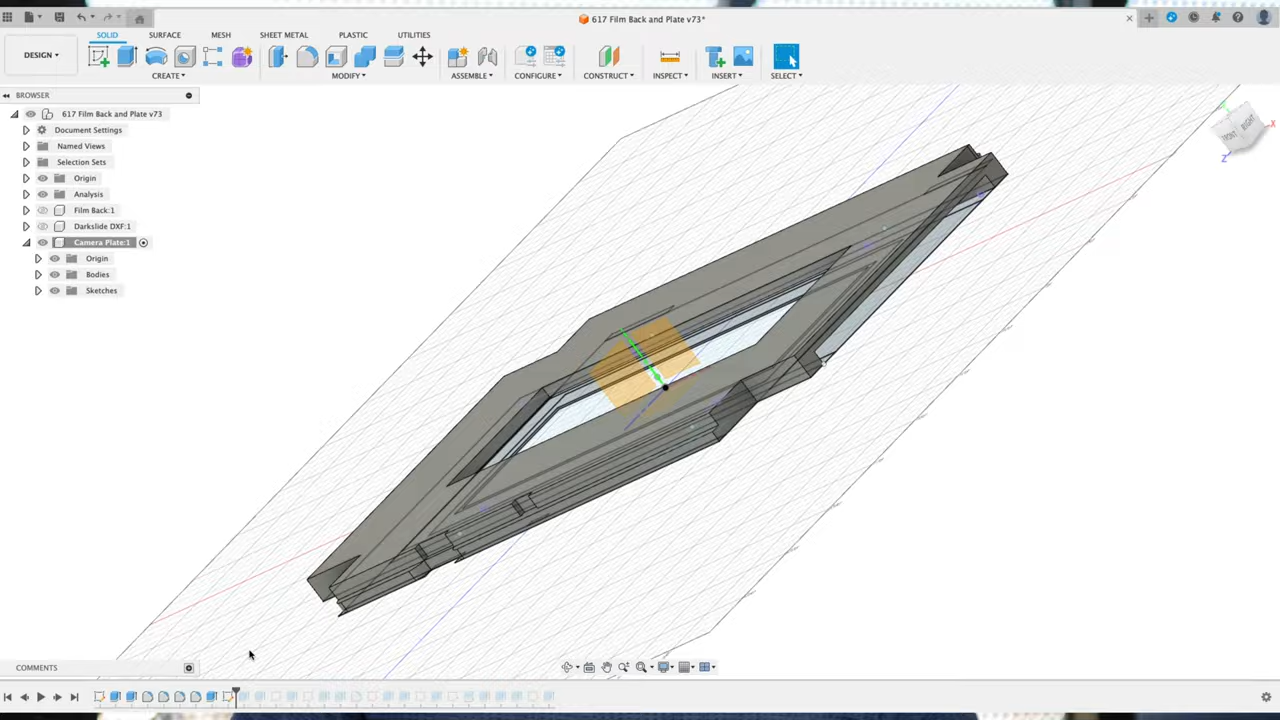 617 Film Back and Plate v73*
SOLID SURFACE MESH SHEET METAL PLASTIC UTILITIES
DESIGN
CREATE MODIFY ASSEMBLE CONFIGURE CONSTRUCT INSPECT INSERT SELECT
BROWSER
617 Film Back and Plate v73
Document Settings
Named Views
Selection Sets
Origin
Analysis
Film Back:1
Darkslide DXF:1
Camera Plate:1
Origin
Bodies
Sketches
FRONT RIGHT
X
Z
COMMENTS